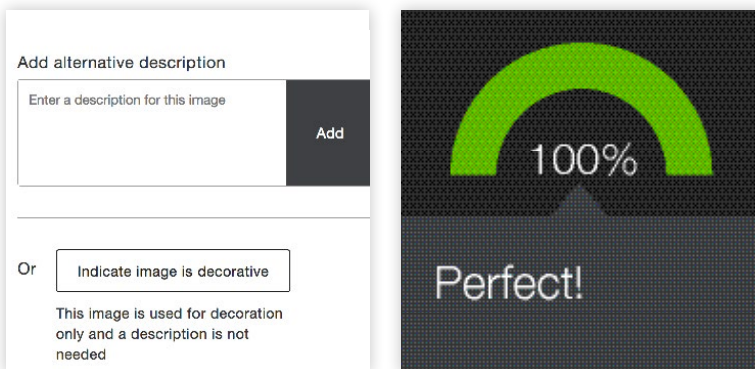 Add alternative description
Enter a description for this image
Add
Or
Indicate image is decorative
This image is used for decoration
only and a description is not
needed
100%
Perfect!